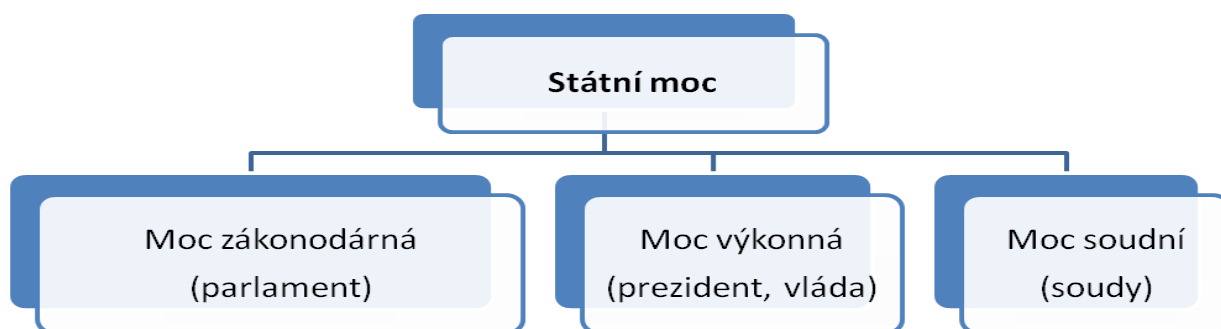 Státní moc
Moc zákonodárná
(parlament)
Moc výkonná
(prezident, vláda)
Moc soudní
(soudy)